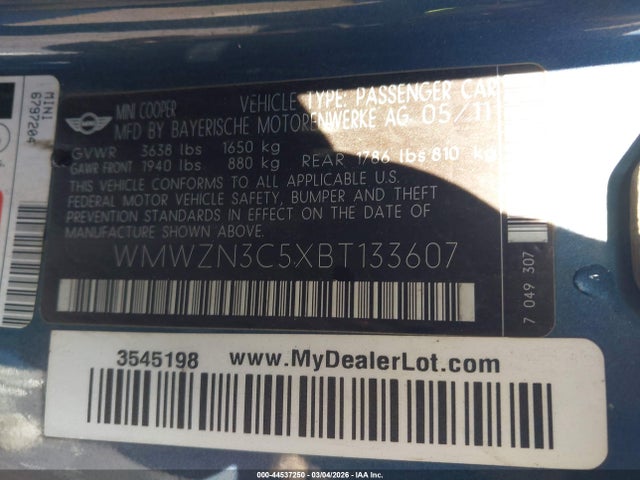 MINI
6797204
MINI COOPER
VEHICLE TYPE: PASSENGER CAR
MFD BY BAYERISCHE MOTORENWERKE AG 05/11
GVWR 3638 lbs 1650 kg
GAWR FRONT 1940 lbs 880 kg REAR 1786 lbs 810 kg
THIS VEHICLE CONFORMS TO ALL APPLICABLE U.S.
FEDERAL MOTOR VEHICLE SAFETY, BUMPER AND THEFT
PREVENTION STANDARDS IN EFFECT ON THE DATE OF
MANUFACTURE SHOWN ABOVE.
WMWZN3C5XBT133607
7 049 307
3545198 www.MyDealerLot.com
000-44537250 - 03/04/2026 - IAA Inc.